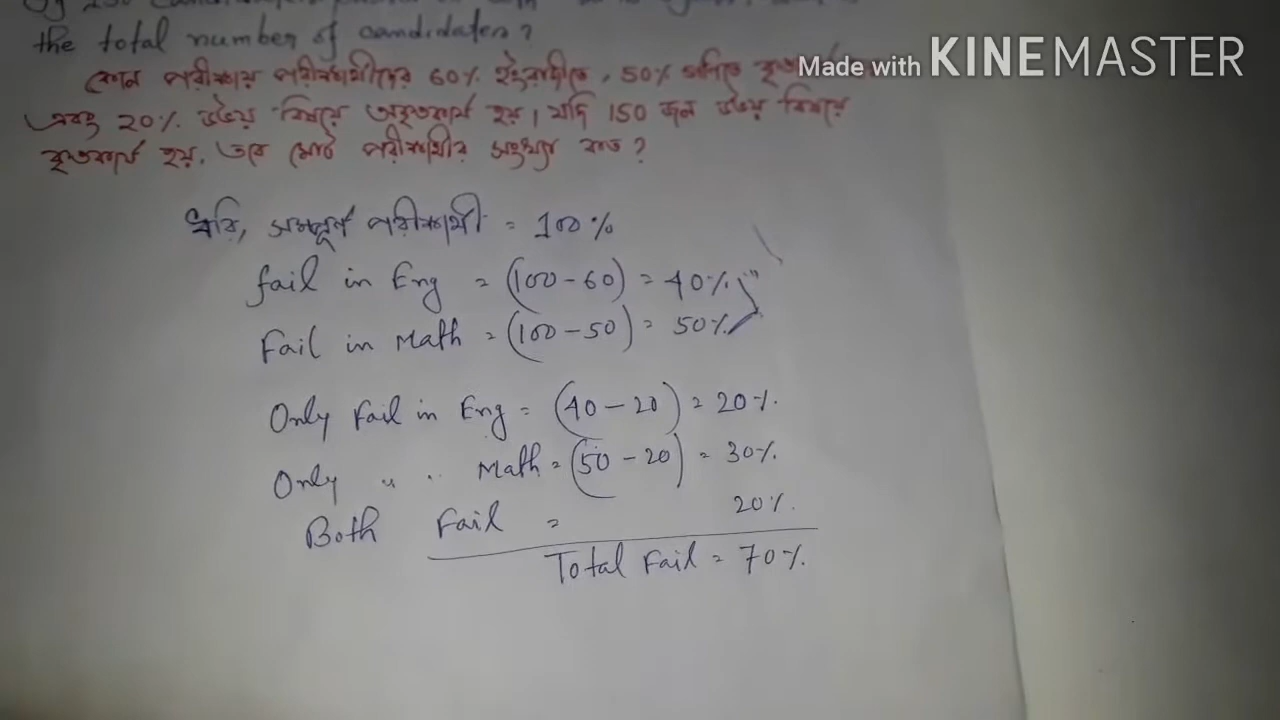 the total number of candidates?
Made with KINEMASTER
কোন পরীক্ষায় পরীক্ষার্থীদের 60% ইংরাজীতে, 50% গণিতে
এবং 20% উভয় বিষয়ে অকৃতকার্য হয়। যদি 150 জন উভয় বিষয়ে
কৃতকার্য হয়, তবে মোট পরীক্ষার্থীর সংখ্যা কত?
ধরি, সম্পূর্ণ পরীক্ষার্থী = 100%
fail in Eng = (100-60) = 40%
Fail in Math = (100-50) = 50%
Only Fail in Eng = (40-20) = 20%.
Only " " Math = (50-20) = 30%.
Both Fail = 20%.
Total Fail = 70%.